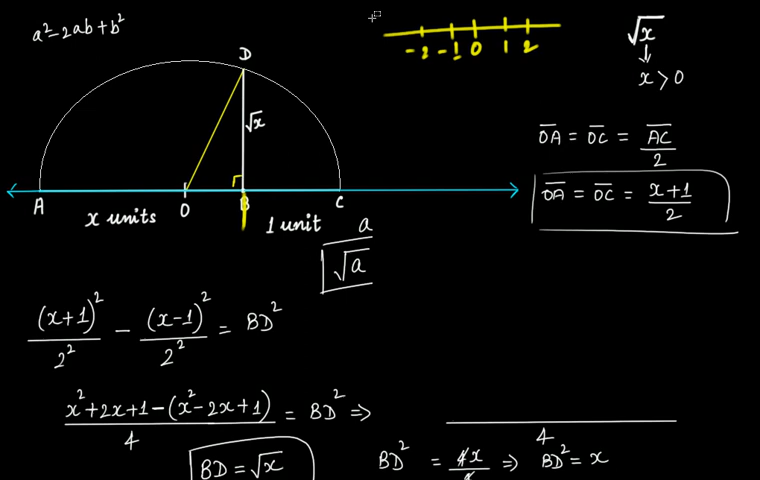 a² - 2ab + b²
-2 -1 0 1 2
√x
↓
x > 0
D
√x
OA̅ = OC̅ = AC̅/2
OA̅ = OC̅ = (x+1)/2
A O B C
x units 1 unit
a
√a
(x+1)²/2² - (x-1)²/2² = BD²
(x²+2x+1-(x²-2x+1))/4 = BD² ⇒ /4
BD = √x
BD² = 4x/4 ⇒ BD² = x